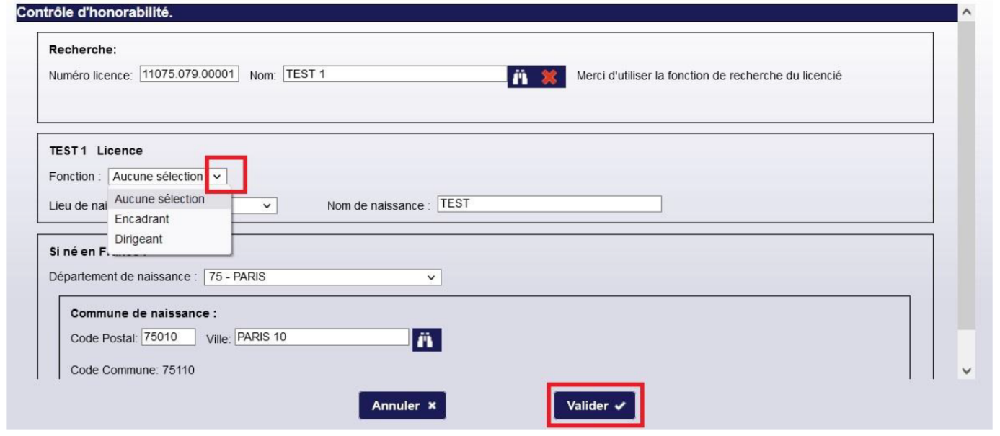 Contrôle d'honorabilité.
Recherche:
Numéro licence: 11075.079.00001 Nom: TEST 1 Merci d'utiliser la fonction de recherche du licencié
TEST 1 Licence
Fonction : Aucune sélection
Aucune sélection
Lieu de nai Nom de naissance : TEST
Encadrant
Dirigeant
Si né en F
Département de naissance : 75 - PARIS
Commune de naissance :
Code Postal: 75010 Ville: PARIS 10
Code Commune: 75110
Annuler Valider